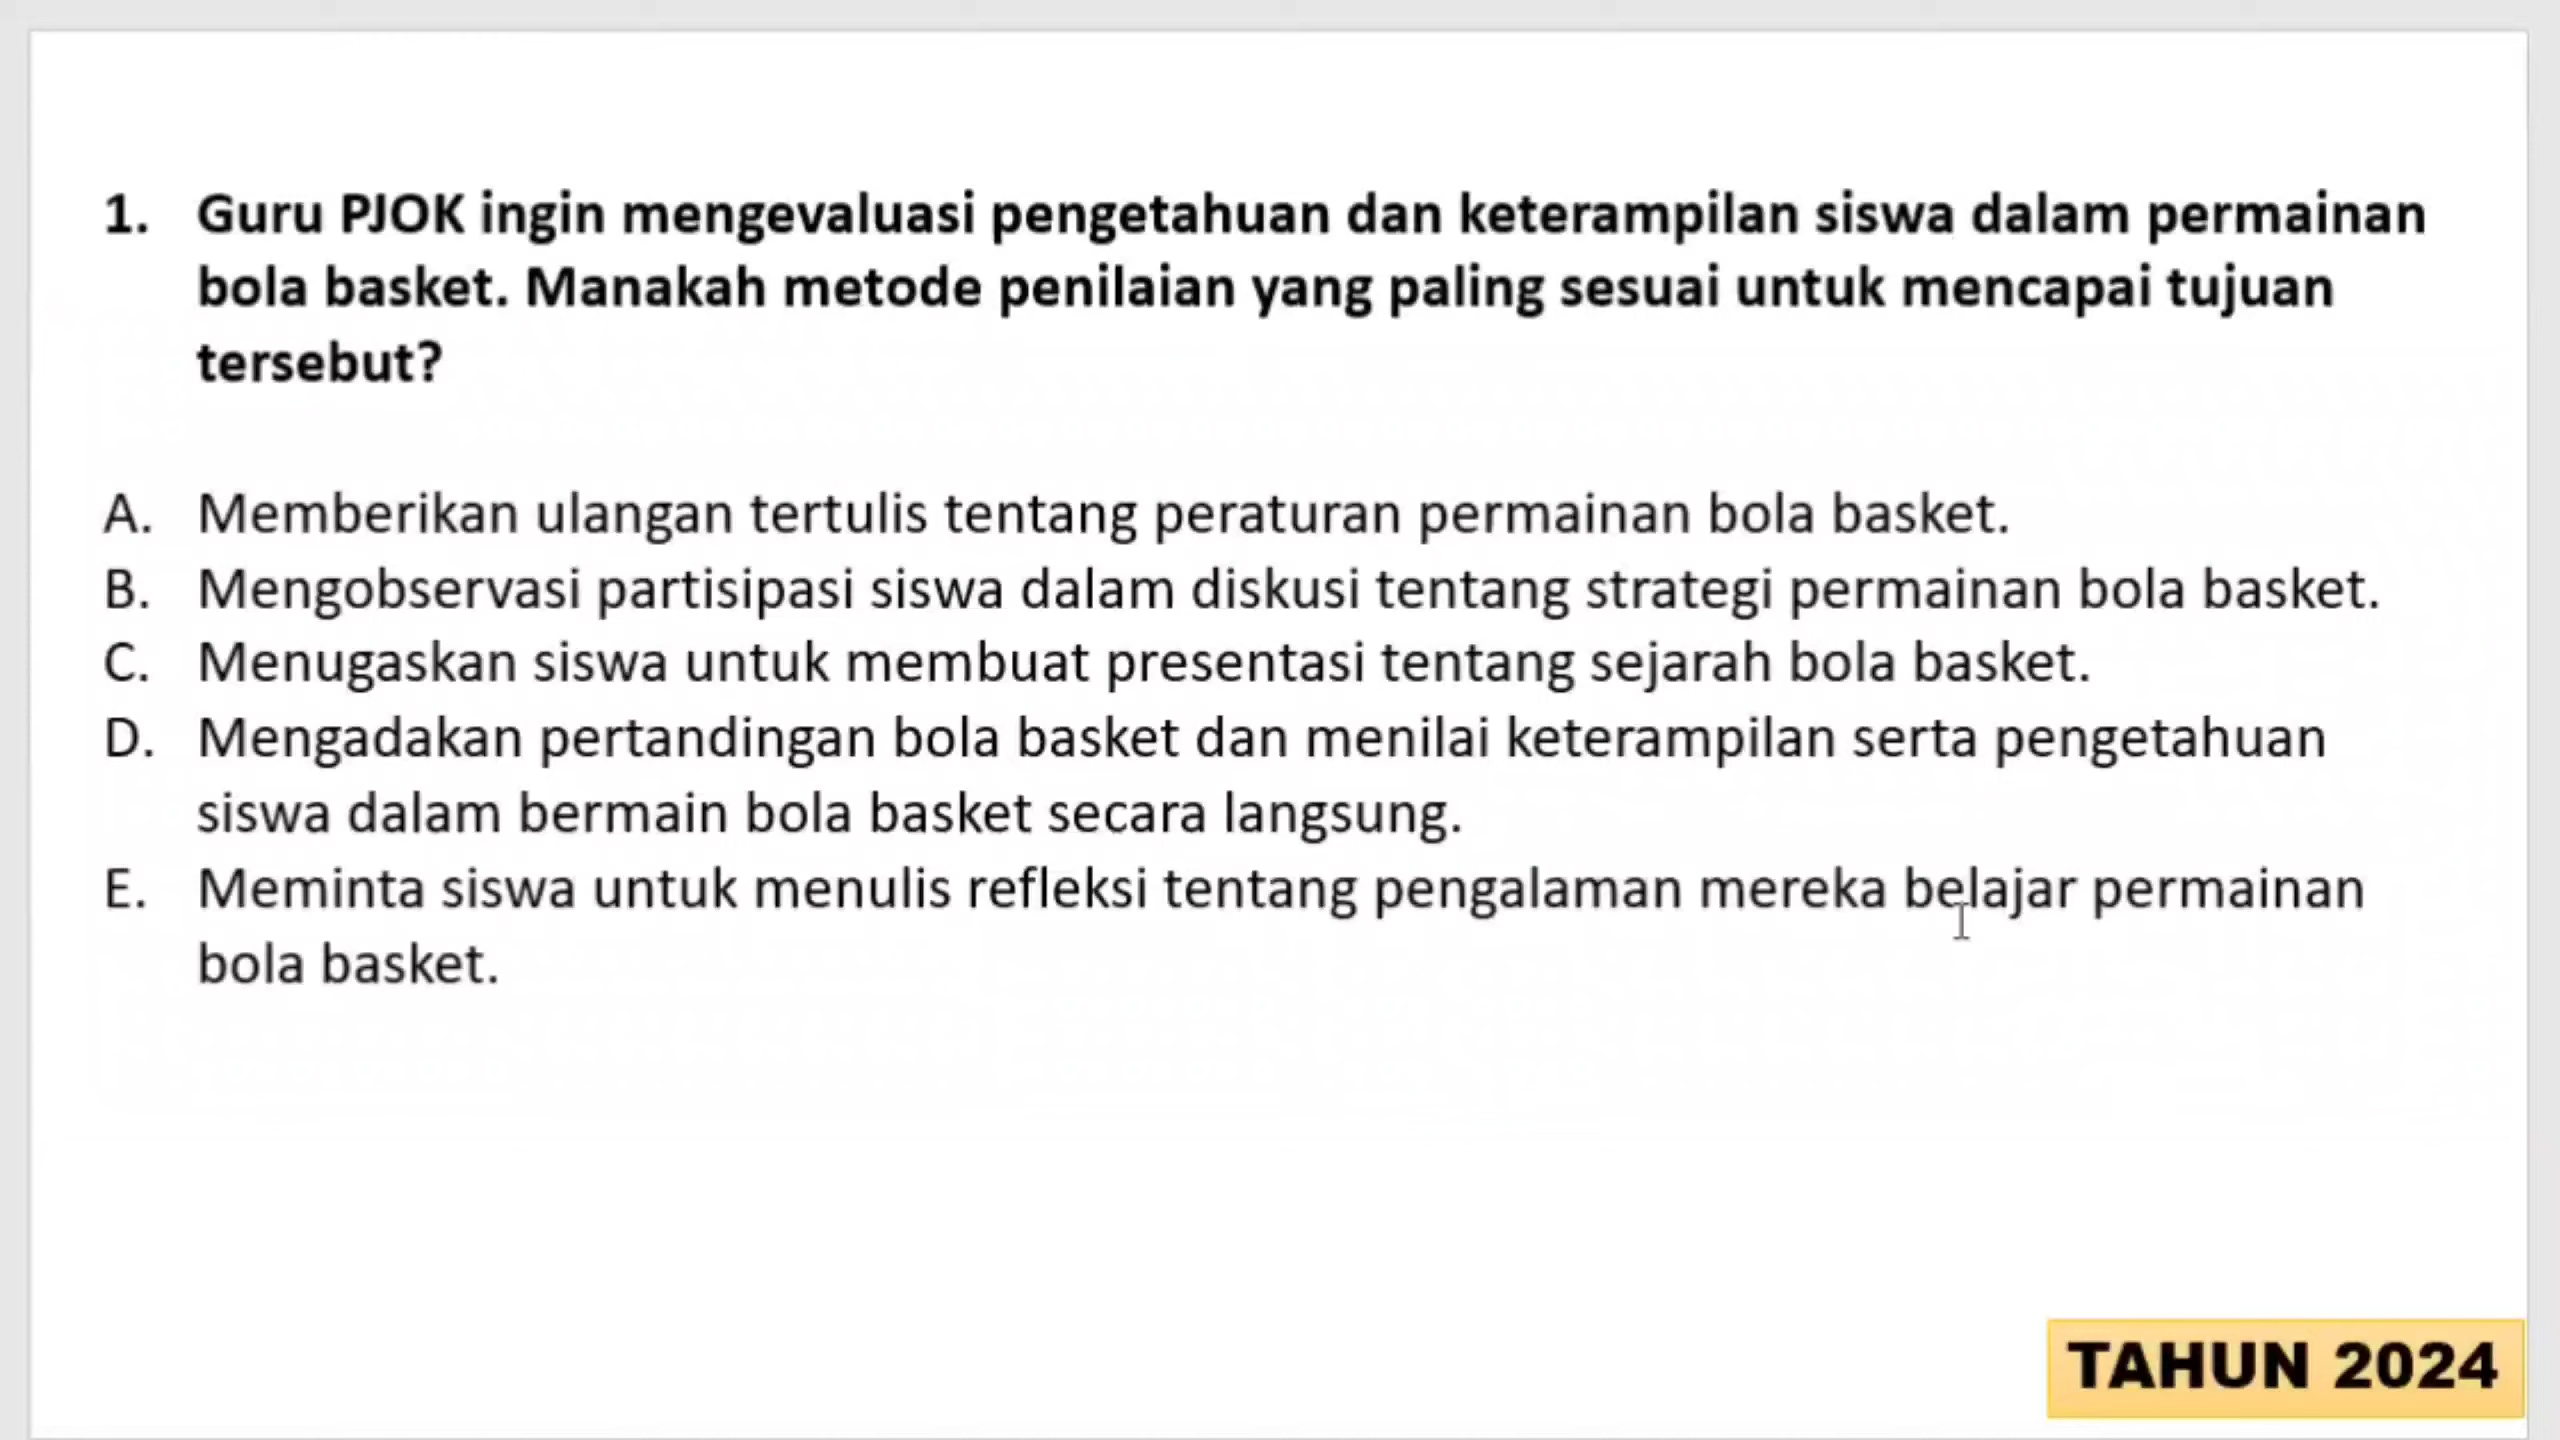 1. Guru PJOK ingin mengevaluasi pengetahuan dan keterampilan siswa dalam permainan
bola basket. Manakah metode penilaian yang paling sesuai untuk mencapai tujuan
tersebut?
A. Memberikan ulangan tertulis tentang peraturan permainan bola basket.
B. Mengobservasi partisipasi siswa dalam diskusi tentang strategi permainan bola basket.
C. Menugaskan siswa untuk membuat presentasi tentang sejarah bola basket.
D. Mengadakan pertandingan bola basket dan menilai keterampilan serta pengetahuan
siswa dalam bermain bola basket secara langsung.
E. Meminta siswa untuk menulis refleksi tentang pengalaman mereka belajar permainan
bola basket.
TAHUN 2024